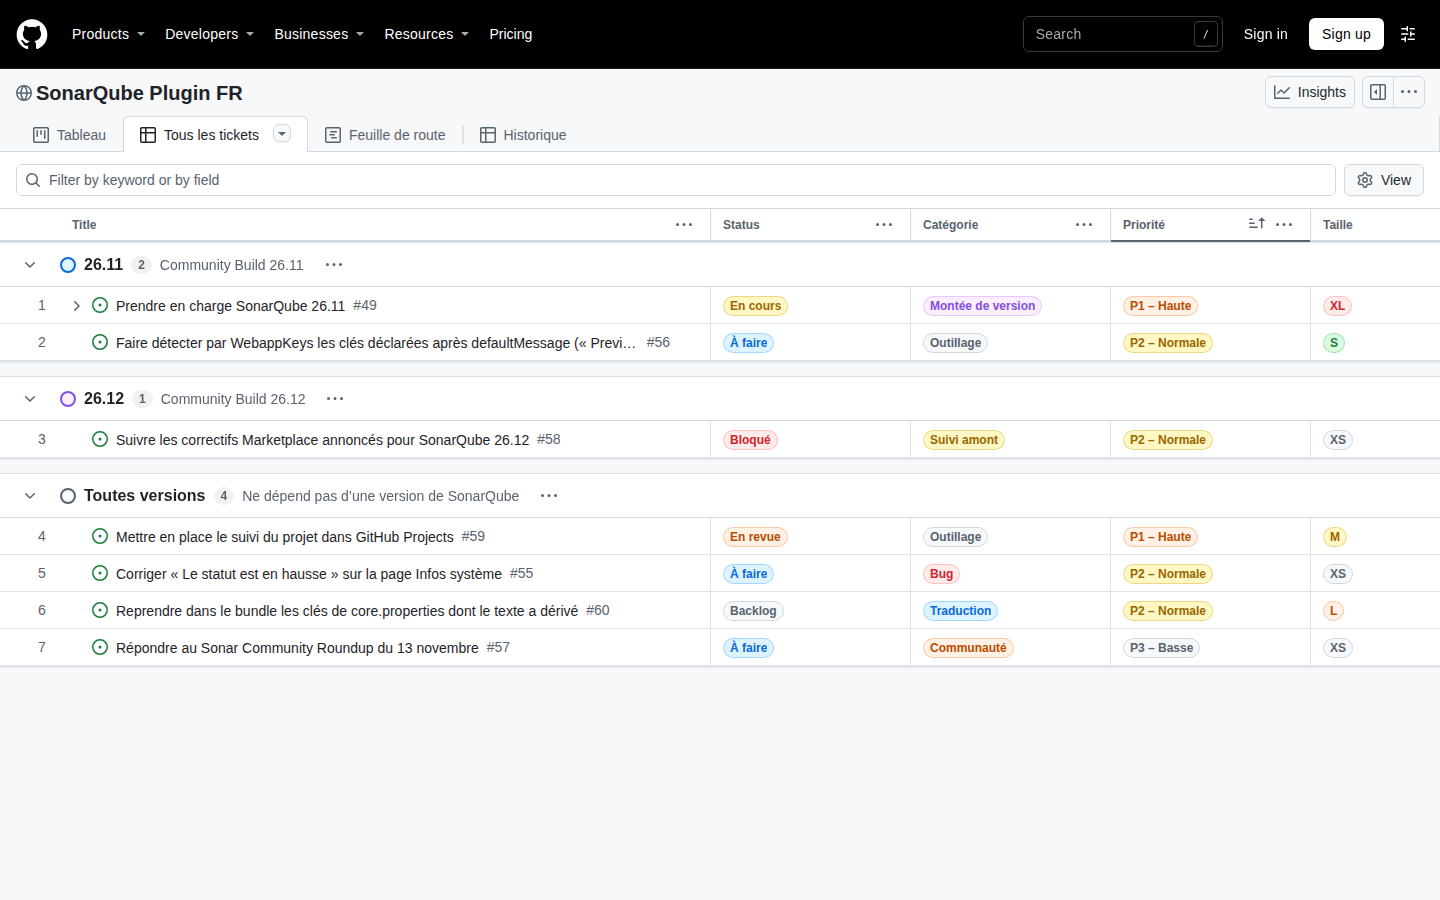 Products Developers Businesses Resources Pricing Search / Sign in Sign up
SonarQube Plugin FR Insights
Tableau Tous les tickets Feuille de route Historique
Filter by keyword or by field View
Title Status Catégorie Priorité Taille
26.11 2 Community Build 26.11
1 Prendre en charge SonarQube 26.11 #49 En cours Montée de version P1 – Haute XL
2 Faire détecter par WebappKeys les clés déclarées après defaultMessage (« Previ… #56 À faire Outillage P2 – Normale S
26.12 1 Community Build 26.12
3 Suivre les correctifs Marketplace annoncés pour SonarQube 26.12 #58 Bloqué Suivi amont P2 – Normale XS
Toutes versions 4 Ne dépend pas d’une version de SonarQube
4 Mettre en place le suivi du projet dans GitHub Projects #59 En revue Outillage P1 – Haute M
5 Corriger « Le statut est en hausse » sur la page Infos système #55 À faire Bug P2 – Normale XS
6 Reprendre dans le bundle les clés de core.properties dont le texte a dérivé #60 Backlog Traduction P2 – Normale L
7 Répondre au Sonar Community Roundup du 13 novembre #57 À faire Communauté P3 – Basse XS